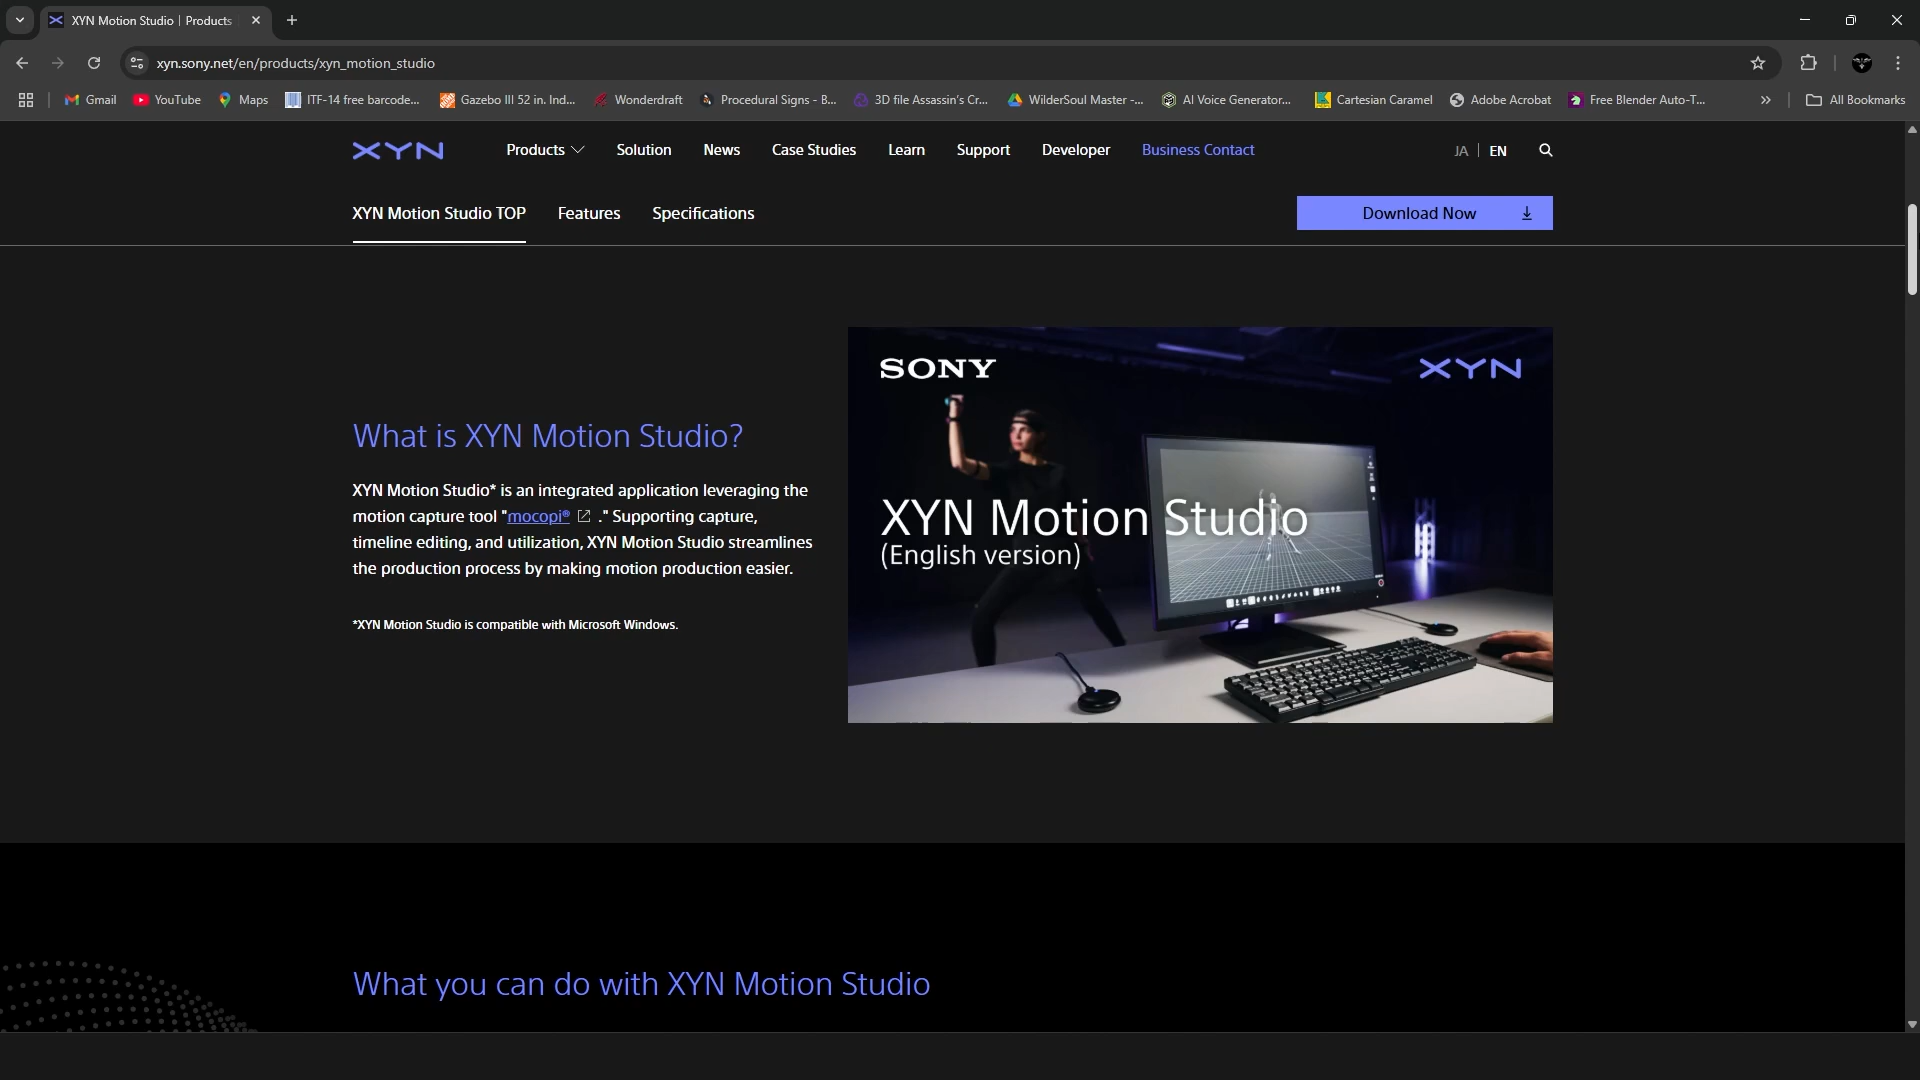 XYN Motion Studio | Products
xyn.sony.net/en/products/xyn_motion_studio
Gmail
YouTube
Maps
ITF-14 free barcode...
Gazebo III 52 in. Ind...
Wonderdraft
Procedural Signs - B...
3D file Assassin's Cr...
WilderSoul Master -...
AI Voice Generator...
Cartesian Caramel
Adobe Acrobat
Free Blender Auto-T...
All Bookmarks
XYN
Products
Solution
News
Case Studies
Learn
Support
Developer
Business Contact
JA | EN
XYN Motion Studio TOP
Features
Specifications
Download Now
SONY
XYN
XYN Motion Studio
(English version)
What is XYN Motion Studio?
XYN Motion Studio* is an integrated application leveraging the
motion capture tool "mocopi® ." Supporting capture,
timeline editing, and utilization, XYN Motion Studio streamlines
the production process by making motion production easier.
*XYN Motion Studio is compatible with Microsoft Windows.
What you can do with XYN Motion Studio